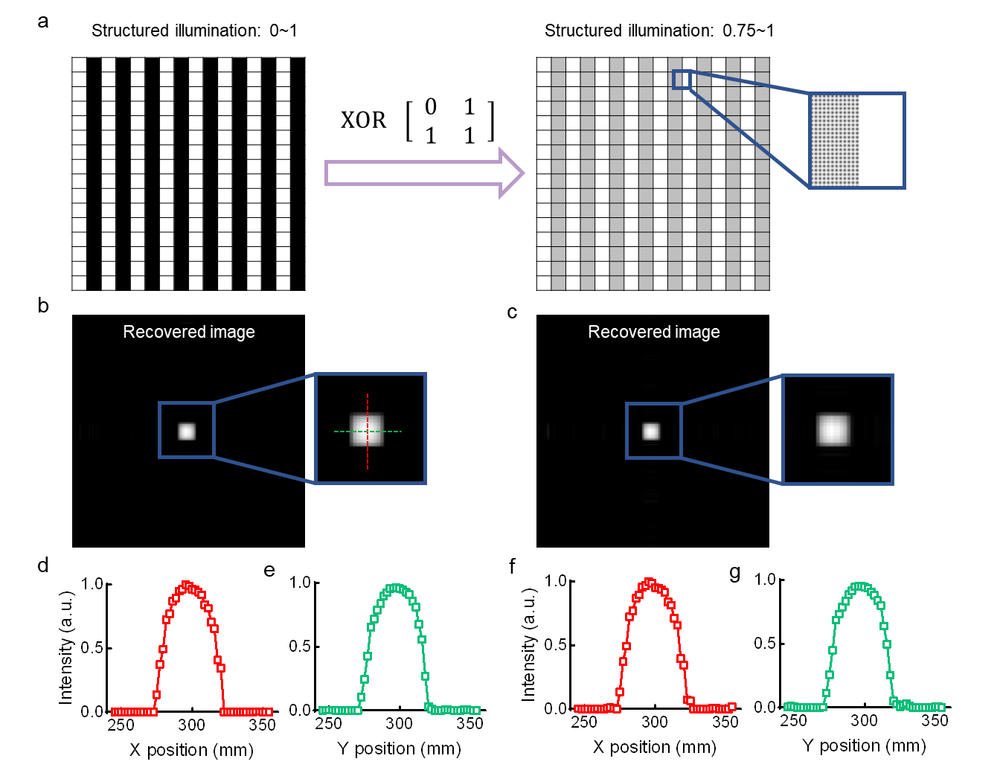 a
Structured illumination: 0~1
Structured illumination: 0.75~1
XOR [ 0 1
1 1 ]
b
c
Recovered image
Recovered image
d
e
f
g
1.0
0.5
0.0
250 300 350
Intensity (a.u.)
X position (mm)
1.0
0.5
0.0
250 300 350
Y position (mm)
1.0
0.5
0.0
250 300 350
Intensity (a.u.)
X position (mm)
1.0
0.5
0.0
250 300 350
Y position (mm)